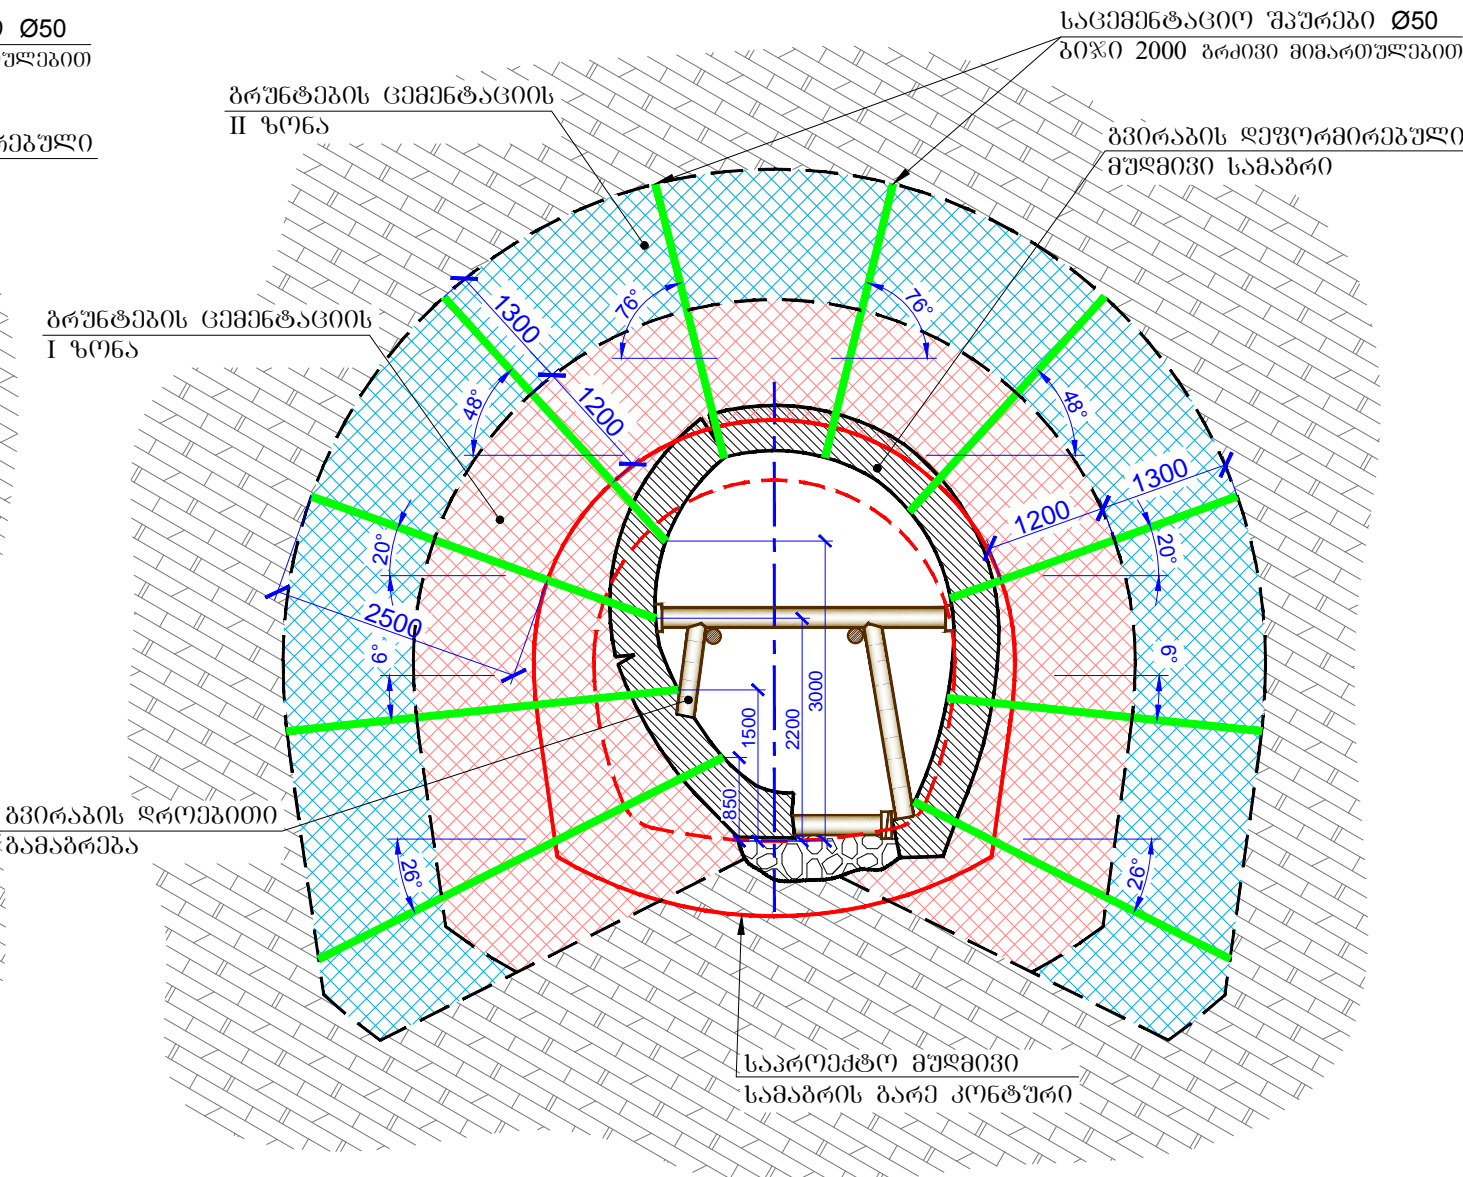 Ø50
ᲡᲐᲪᲔᲛᲔᲜᲢᲐᲪᲘᲝ ᲨᲞᲣᲠᲔᲑᲘ Ø50
ᲑᲘᲯᲘ 2000 ᲒᲠᲫᲘᲕᲘ ᲛᲘᲛᲐᲠᲗᲣᲚᲔᲑᲘᲗ
ᲒᲠᲣᲜᲢᲔᲑᲘᲡ ᲪᲔᲛᲔᲜᲢᲐᲪᲘᲘᲡ
II ᲖᲝᲜᲐ
ᲒᲕᲘᲠᲐᲑᲘᲡ ᲓᲔᲤᲝᲠᲛᲘᲠᲔᲑᲣᲚᲘ
ᲛᲣᲓᲛᲘᲕᲘ ᲡᲐᲛᲐᲒᲠᲘ
ᲒᲠᲣᲜᲢᲔᲑᲘᲡ ᲪᲔᲛᲔᲜᲢᲐᲪᲘᲘᲡ
I ᲖᲝᲜᲐ
1300
1200
76°
76°
48°
48°
1300
1200
20°
20°
2500
6°
6°
3000
2200
1500
850
26°
26°
ᲒᲕᲘᲠᲐᲑᲘᲡ ᲓᲠᲝᲔᲑᲘᲗᲘ
ᲒᲐᲛᲐᲒᲠᲔᲑᲐ
ᲡᲐᲞᲠᲝᲔᲥᲢᲝ ᲛᲣᲓᲛᲘᲕᲘ
ᲡᲐᲛᲐᲒᲠᲘᲡ ᲒᲐᲠᲔ ᲙᲝᲜᲢᲣᲠᲘ